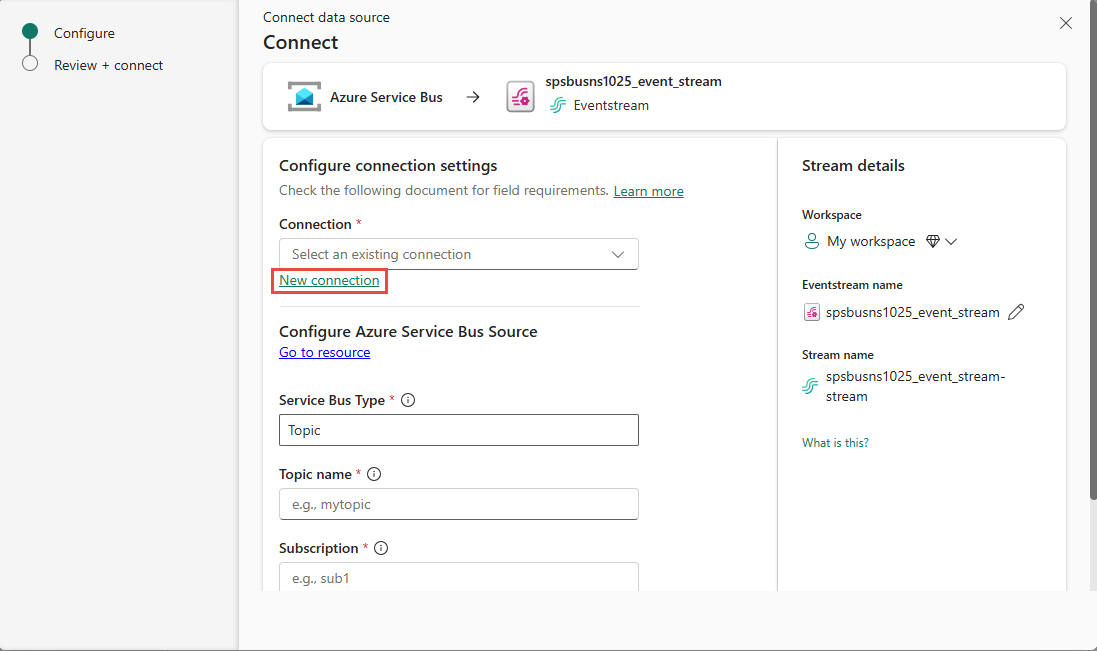 Configure
Review + connect
Connect data source
Connect
Azure Service Bus
spsbusns1025_event_stream
Eventstream
Configure connection settings
Check the following document for field requirements. Learn more
Connection *
Select an existing connection
New connection
Configure Azure Service Bus Source
Go to resource
Service Bus Type *
Topic
Topic name *
e.g., mytopic
Subscription *
e.g., sub1
Stream details
Workspace
My workspace
Eventstream name
spsbusns1025_event_stream
Stream name
spsbusns1025_event_stream-
stream
What is this?